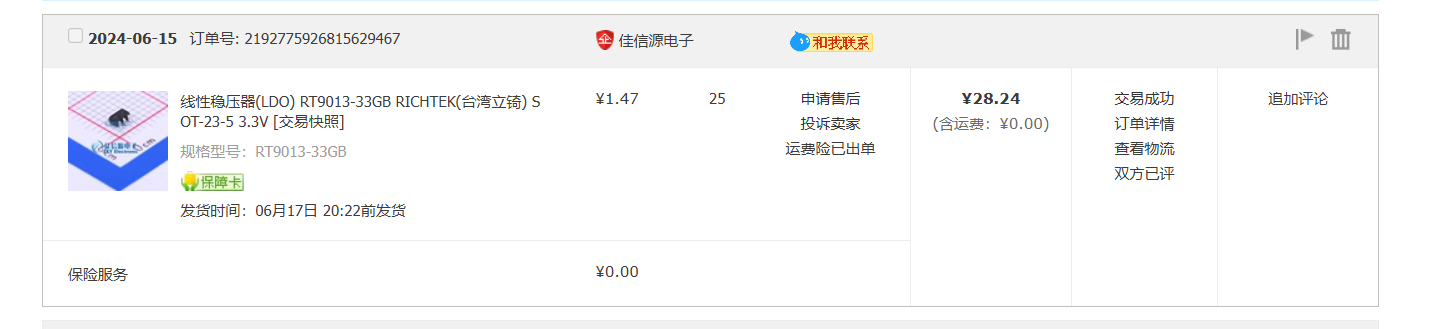 2024-06-15 订单号: 2192775926815629467 佳信源电子 和我联系
线性稳压器(LDO) RT9013-33GB RICHTEK(台湾立锜) S
OT-23-5 3.3V [交易快照]
规格型号：RT9013-33GB
保障卡
发货时间：06月17日 20:22前发货
¥1.47
25
申请售后
投诉卖家
运费险已出单
¥28.24
(含运费：¥0.00)
交易成功
订单详情
查看物流
双方已评
追加评论
保险服务 ¥0.00